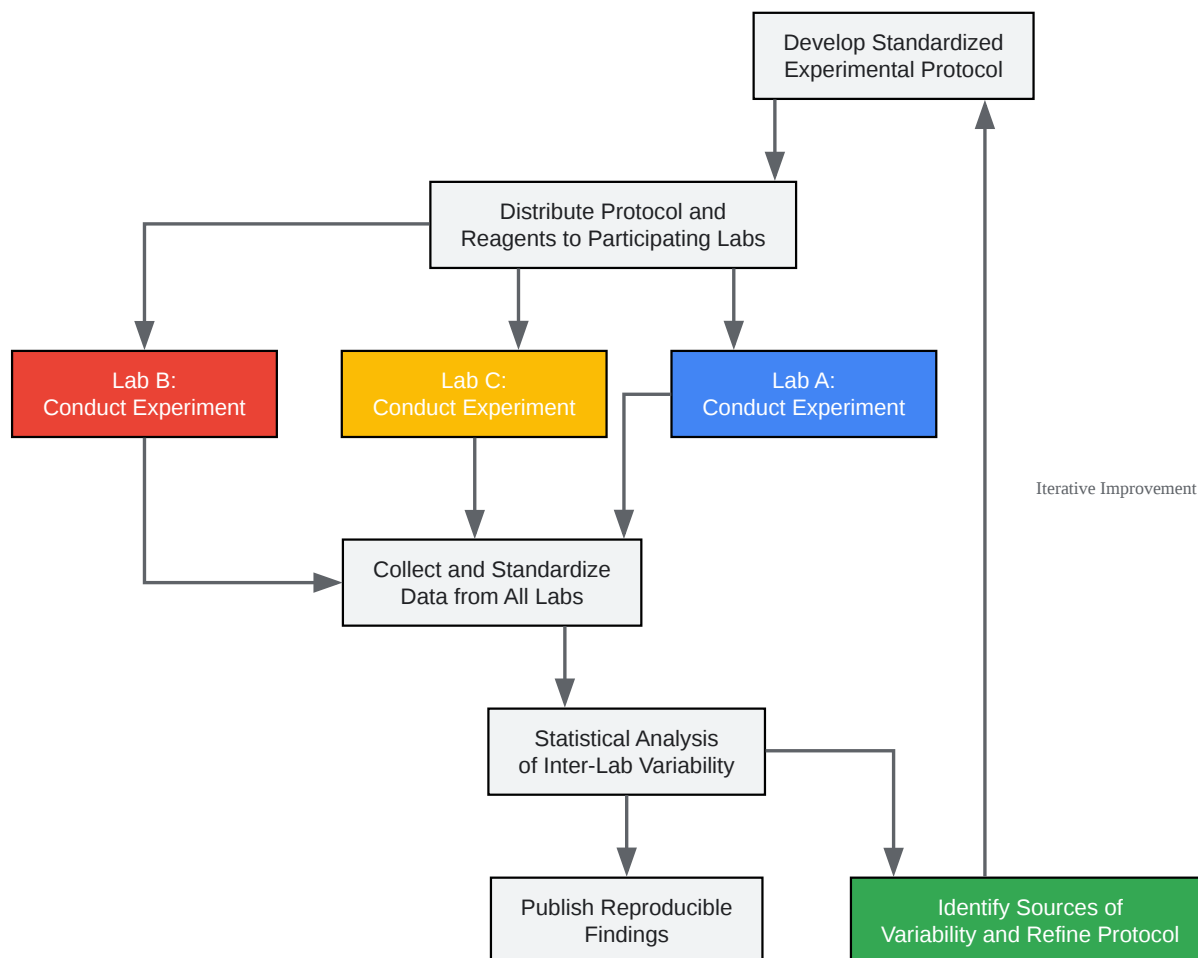 Develop Standardized
Experimental Protocol
Distribute Protocol and
Reagents to Participating Labs
Lab B:
Conduct Experiment
Lab C:
Conduct Experiment
Lab A:
Conduct Experiment
Iterative Improvement
Collect and Standardize
Data from All Labs
Statistical Analysis
of Inter-Lab Variability
Publish Reproducible
Findings
Identify Sources of
Variability and Refine Protocol